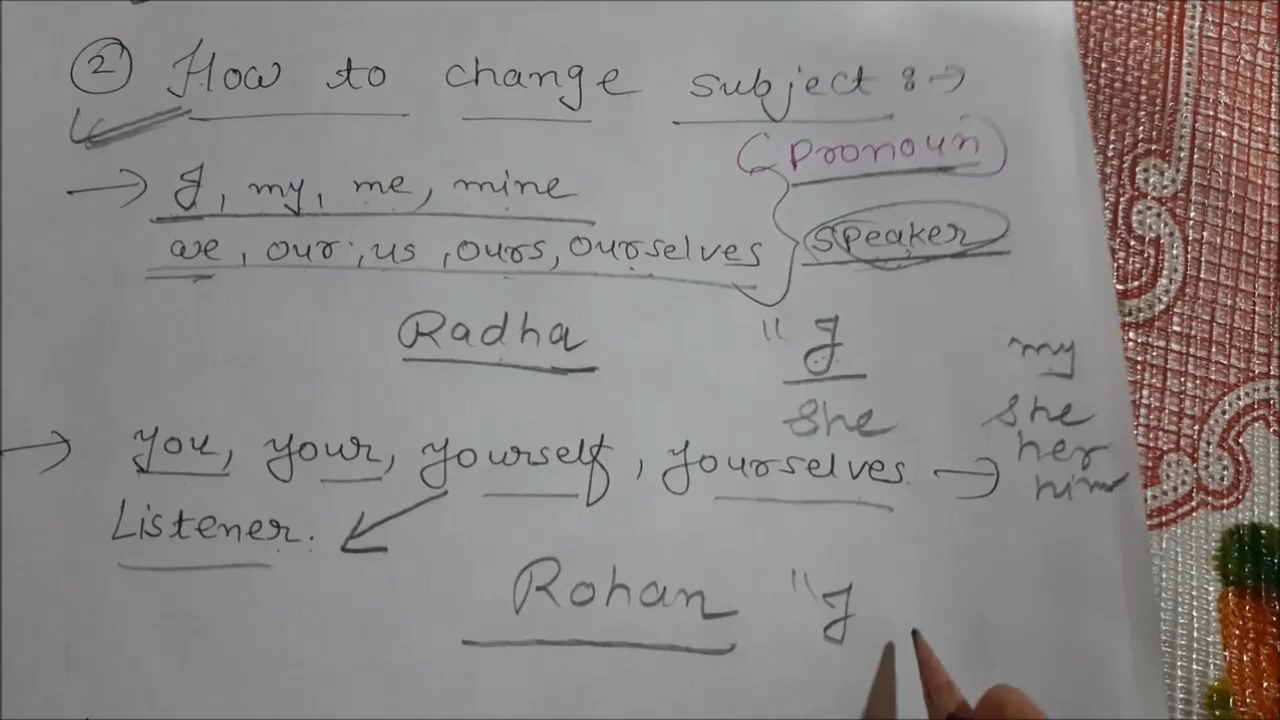 ② How to change subject :→
(Pronoun)
→ I, my, me, mine
Speaker
we, our, us, ours, ourselves
Radha "I my
she she
→ you, your, yourself, yourselves → her
him
Listener.
Rohan "I